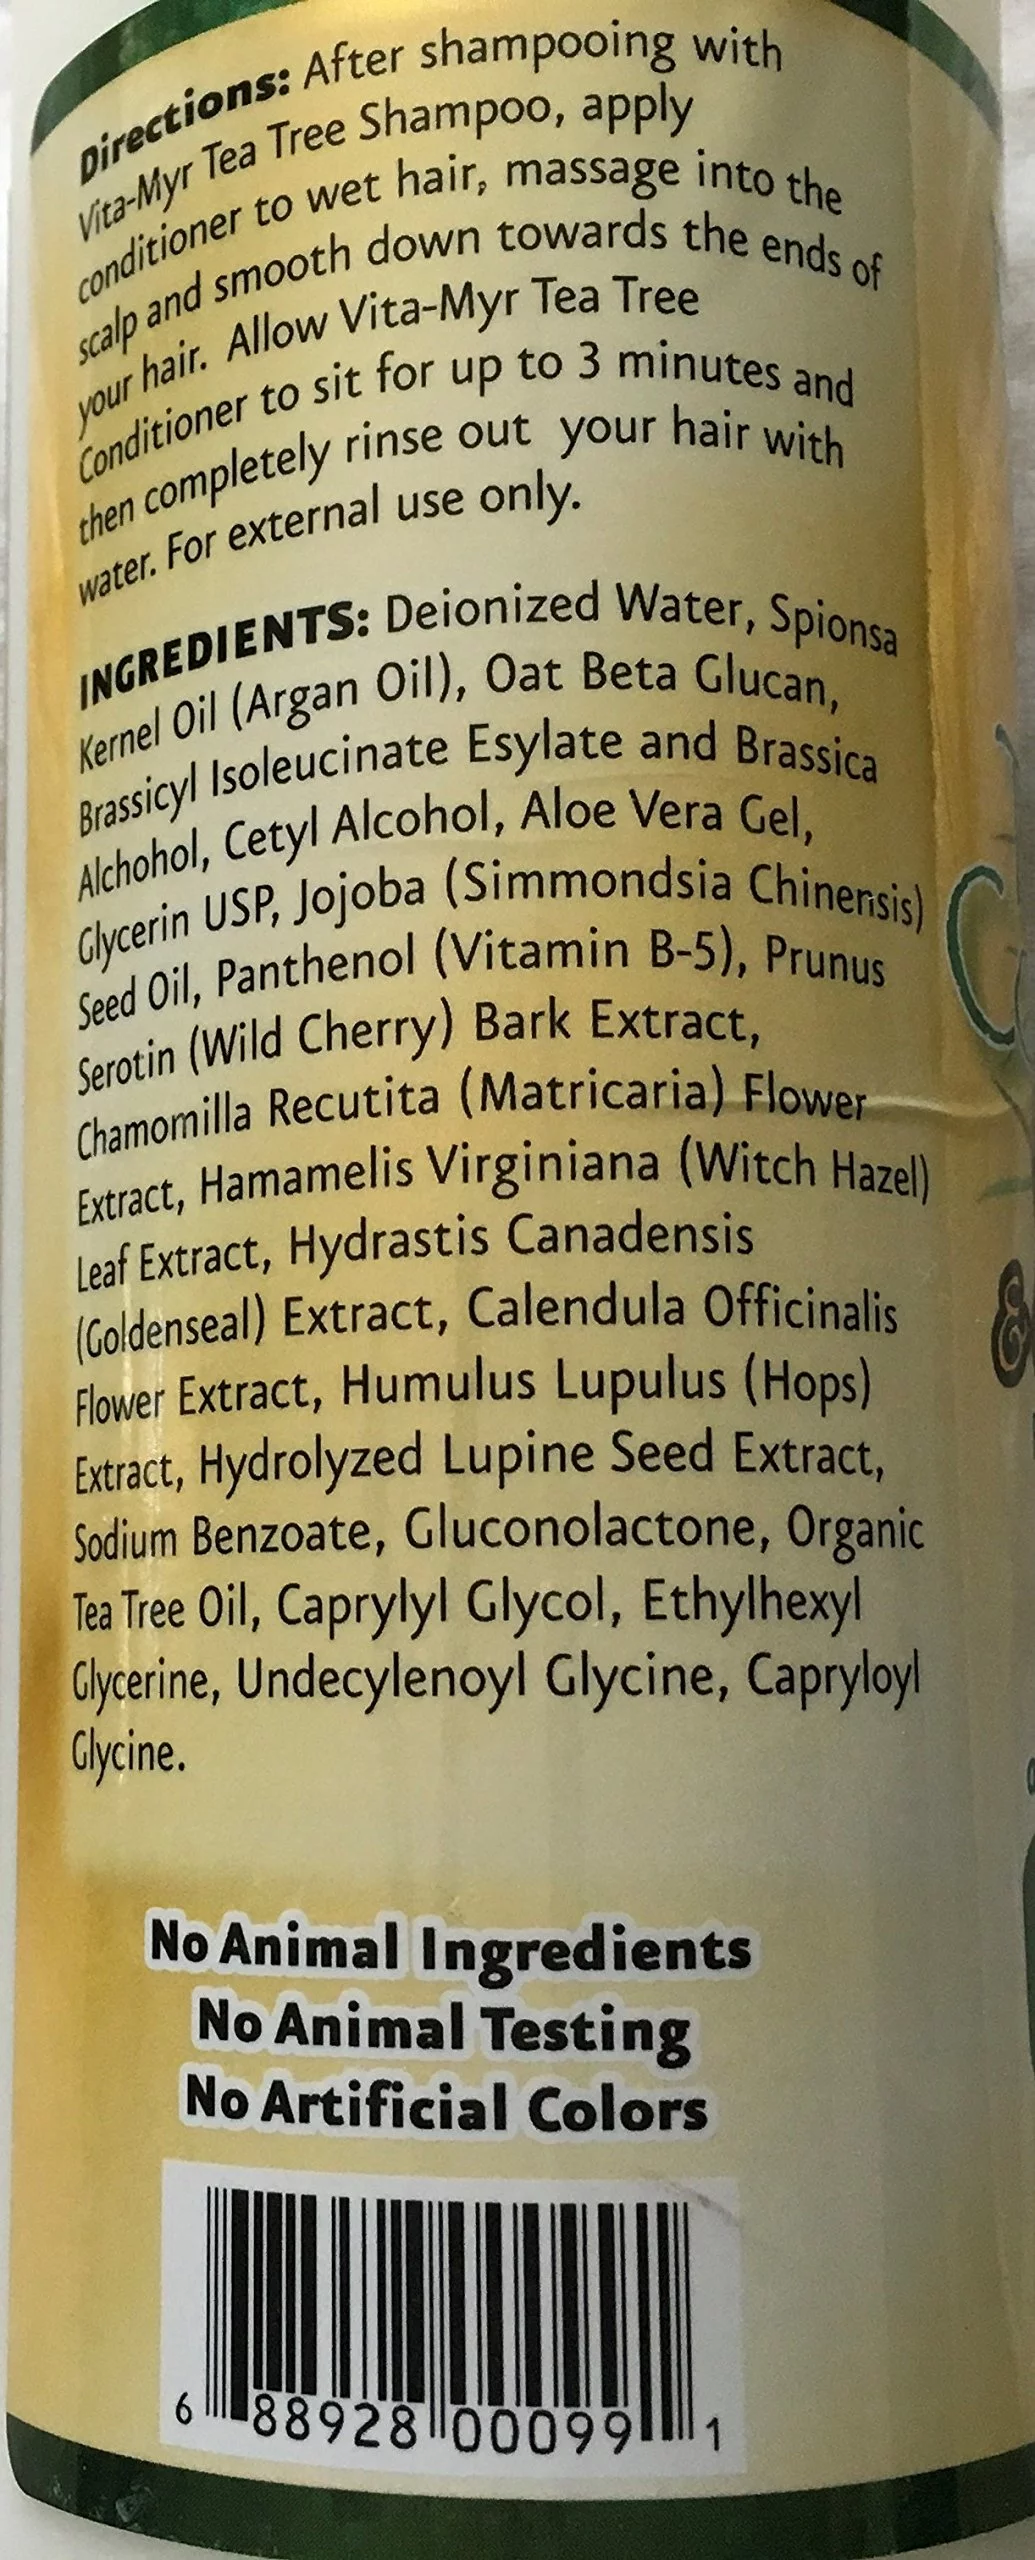 Directions: After shampooing with
Vita-Myr Tea Tree Shampoo, apply
conditioner to wet hair, massage into the
scalp and smooth down towards the ends of
your hair. Allow Vita-Myr Tea Tree
Conditioner to sit for up to 3 minutes and
then completely rinse out your hair with
water. For external use only.
INGREDIENTS: Deionized Water, Spionsa
Kernel Oil (Argan Oil), Oat Beta Glucan,
Brassicyl Isoleucinate Esylate and Brassica
Alchohol, Cetyl Alcohol, Aloe Vera Gel,
Glycerin USP, Jojoba (Simmondsia Chinensis)
Seed Oil, Panthenol (Vitamin B-5), Prunus
Serotin (Wild Cherry) Bark Extract,
Chamomilla Recutita (Matricaria) Flower
Extract, Hamamelis Virginiana (Witch Hazel)
Leaf Extract, Hydrastis Canadensis
(Goldenseal) Extract, Calendula Officinalis
Flower Extract, Humulus Lupulus (Hops)
Extract, Hydrolyzed Lupine Seed Extract,
Sodium Benzoate, Gluconolactone, Organic
Tea Tree Oil, Caprylyl Glycol, Ethylhexyl
Glycerine, Undecylenoyl Glycine, Capryloyl
Glycine.
No Animal Ingredients
No Animal Testing
No Artificial Colors
6 88928 00099 1
&